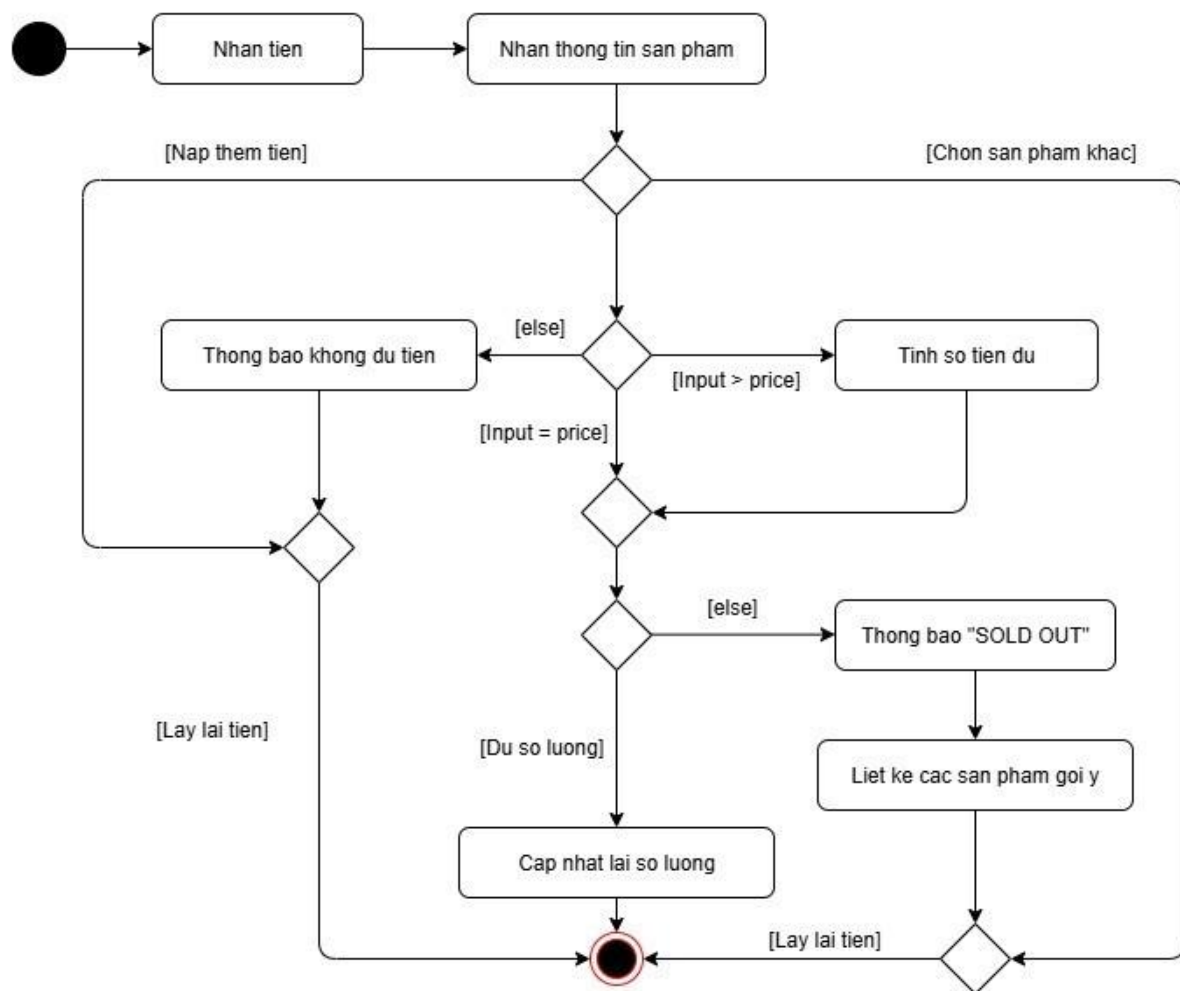 Nhan tien
Nhan thong tin san pham
[Nap them tien]
[Chon san pham khac]
[else]
Thong bao khong du tien
Tinh so tien du
[Input > price]
[Input = price]
[else]
Thong bao "SOLD OUT"
[Lay lai tien]
[Du so luong]
Liet ke cac san pham goi y
Cap nhat lai so luong
[Lay lai tien]